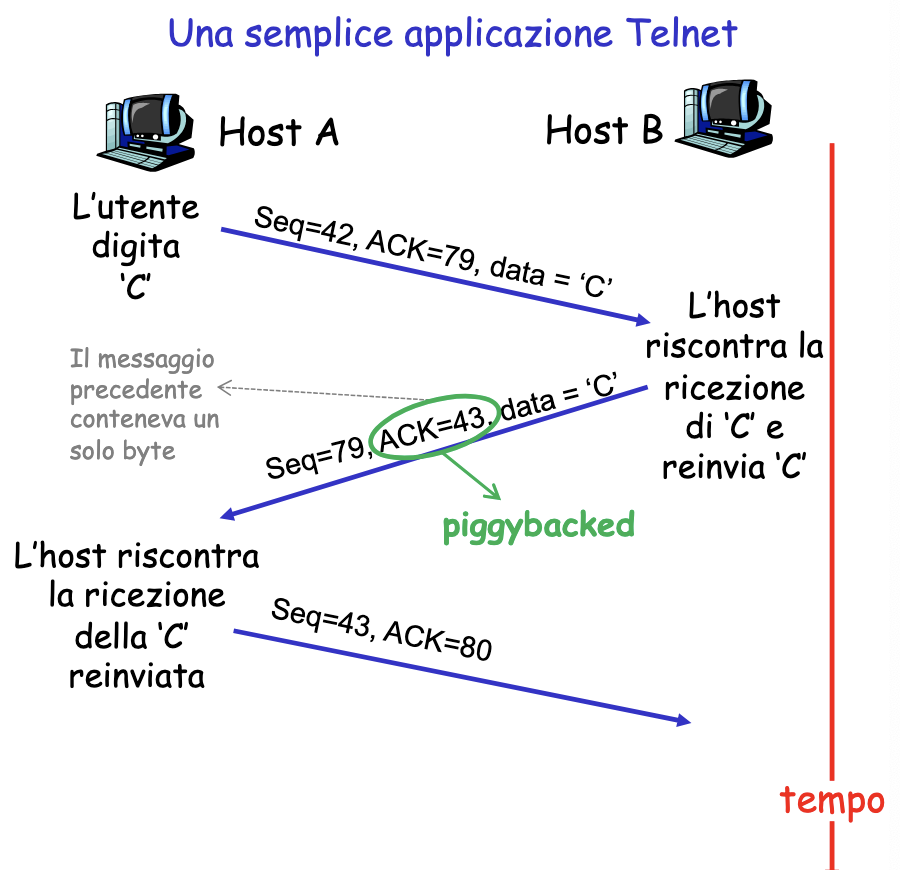 Una semplice applicazione Telnet
Host A
Host B
L'utente
digita
'C'
Seq=42, ACK=79, data = 'C'
L'host
riscontra la
ricezione
di 'C' e
reinvia 'C'
Il messaggio
precedente
conteneva un
solo byte
Seq=79, ACK=43, data = 'C'
piggybacked
L'host riscontra
la ricezione
della 'C'
reinviata
Seq=43, ACK=80
tempo